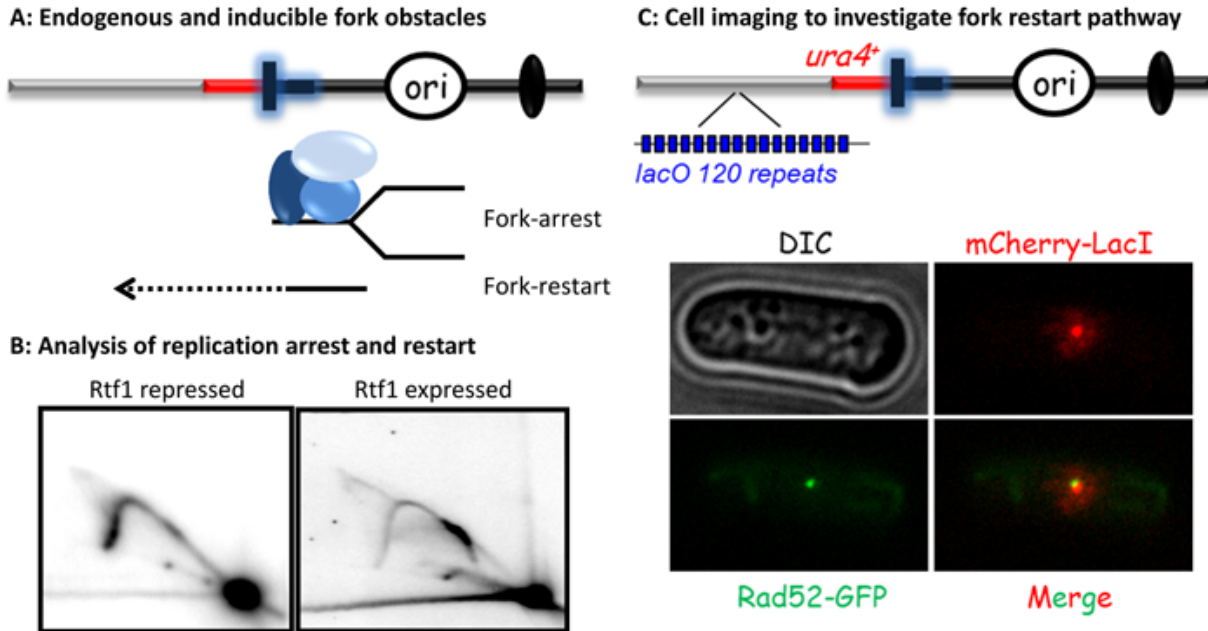 A: Endogenous and inducible fork obstacles
ori
Fork-arrest
Fork-restart
B: Analysis of replication arrest and restart
Rtf1 repressed
Rtf1 expressed
C: Cell imaging to investigate fork restart pathway
ura4⁺
ori
lacO 120 repeats
DIC
mCherry-LacI
Rad52-GFP
Merge